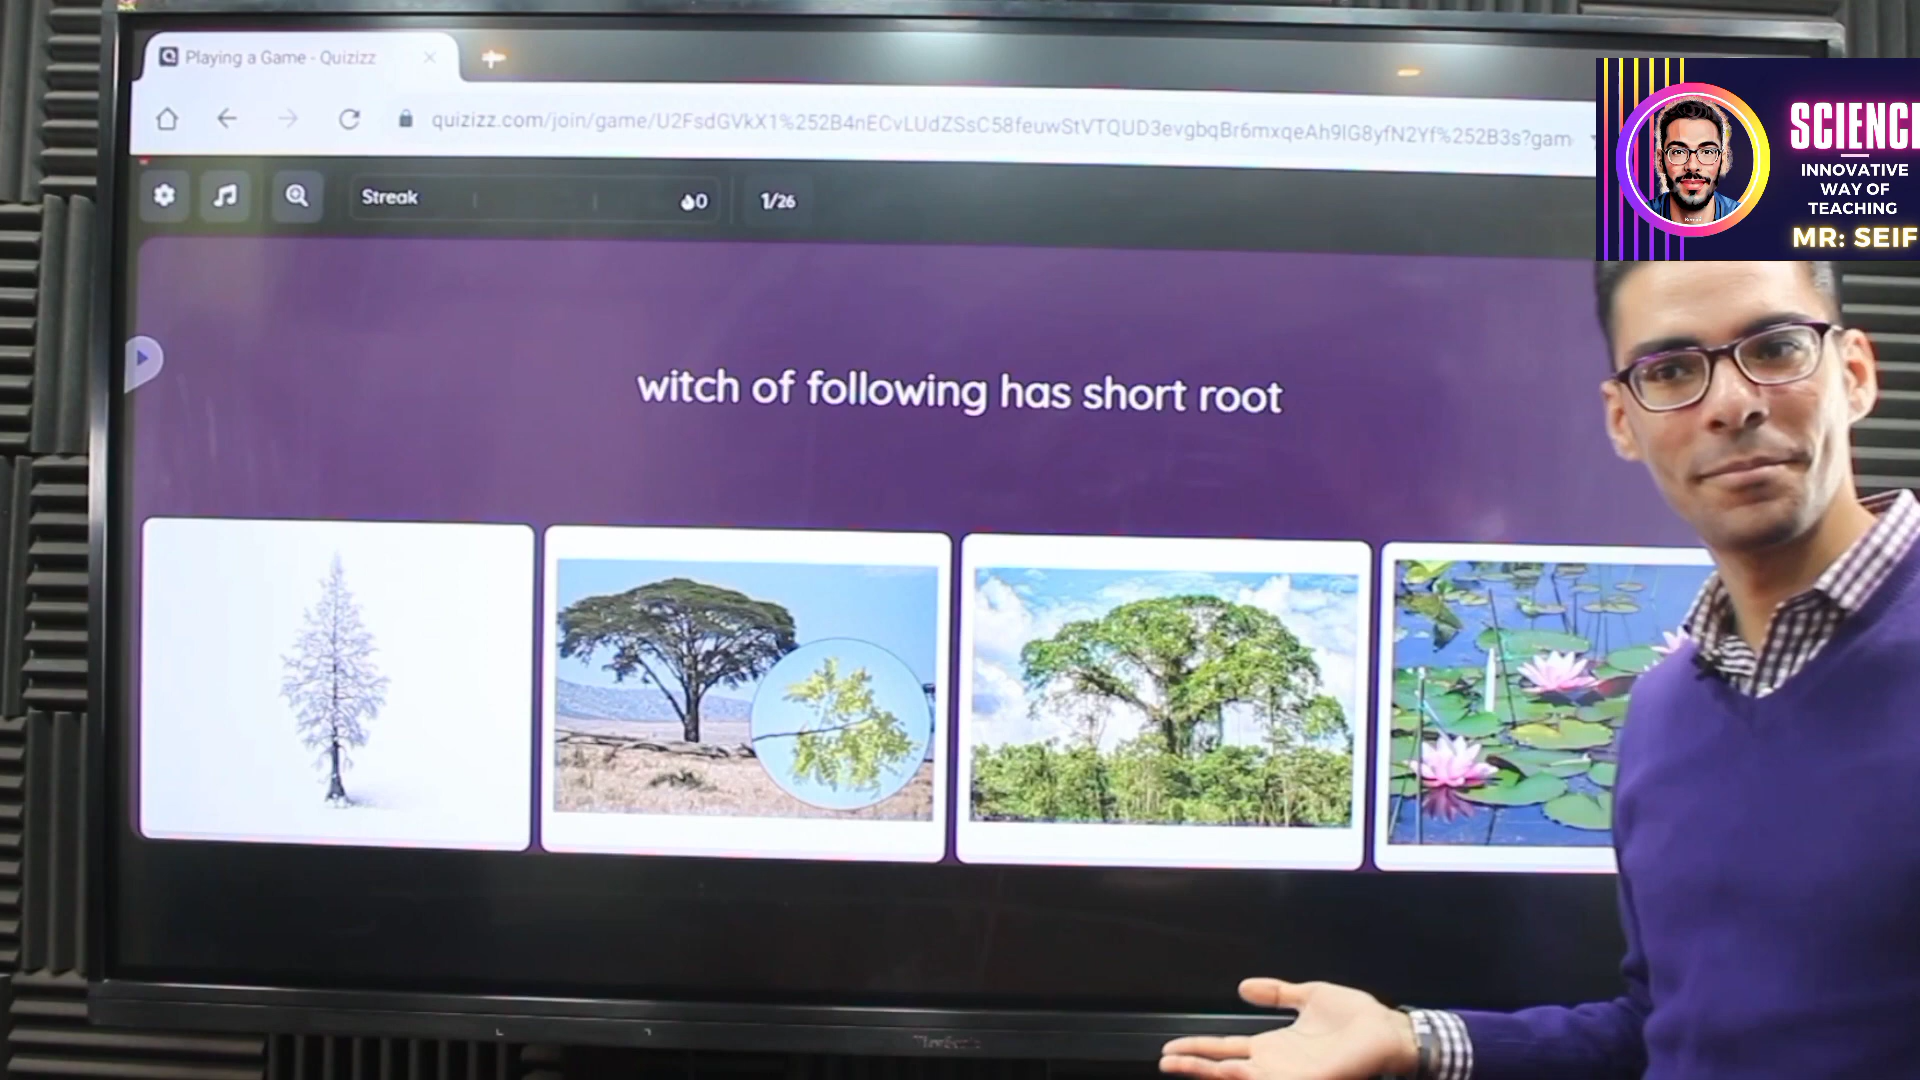 Playing a Game - Quizizz
quizizz.com/join/game/U2FsdGVkX1%252B4nECvLUdZSsC58feuwStVTQUD3evgbqBr6mxqeAh9IG8yfN2Yf%252B3s?gam
Streak
0
1/26
witch of following has short root
SCIENC
INNOVATIVE
WAY OF
TEACHING
MR: SEIF
ViewSonic